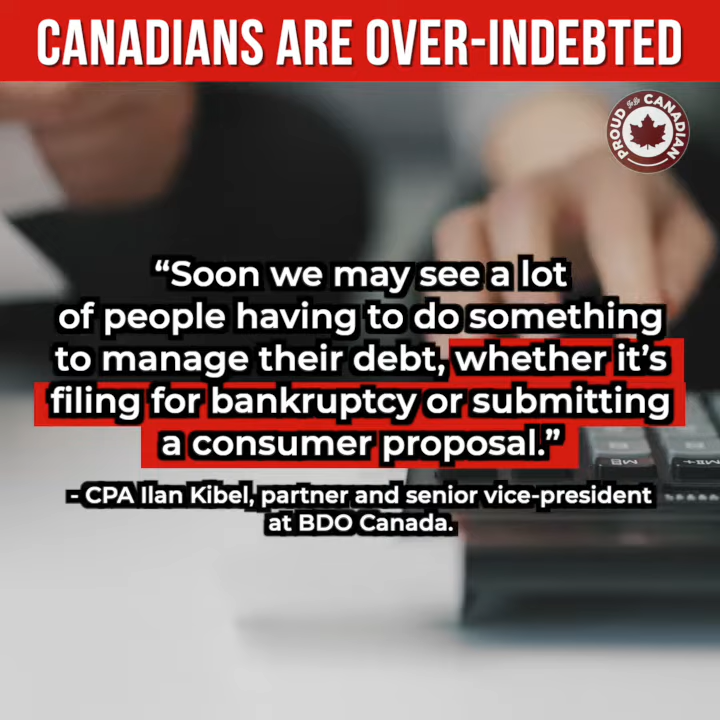 CANADIANS ARE OVER-INDEBTED
PROUD To Be CANADIAN
“Soon we may see a lot
of people having to do something
to manage their debt, whether it’s
filing for bankruptcy or submitting
a consumer proposal.”
- CPA Ilan Kibel, partner and senior vice-president
at BDO Canada.